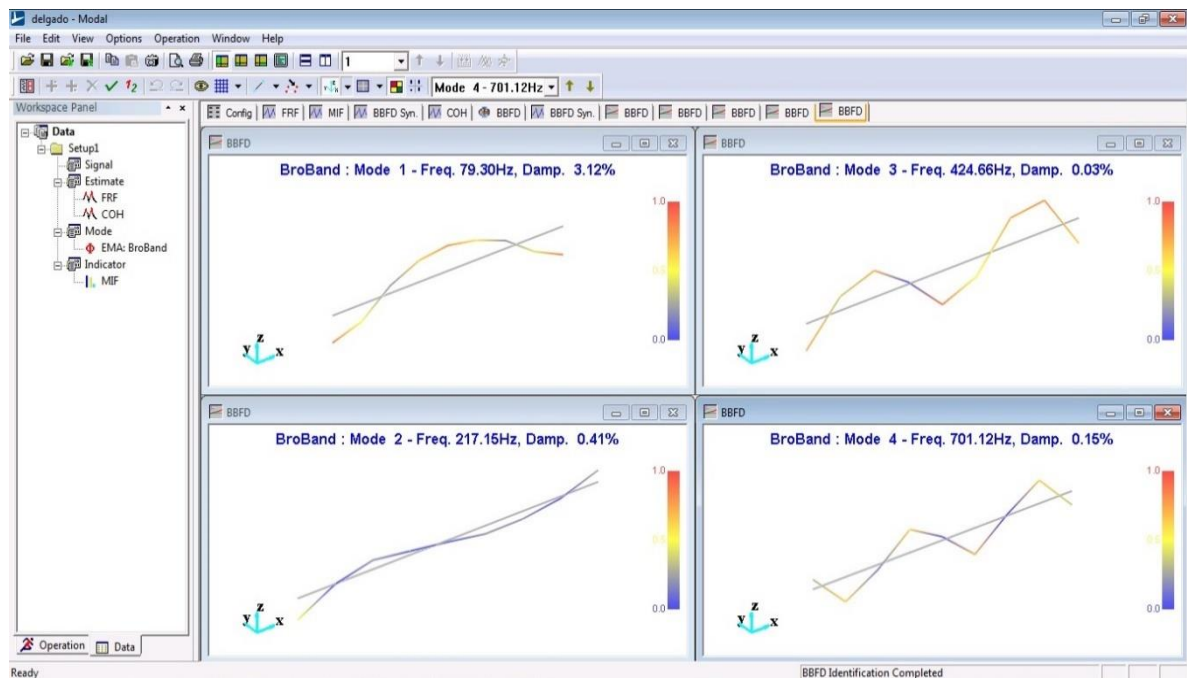 delgado - Modal
File Edit View Options Operation Window Help
1
Mode 4 - 701.12Hz
Workspace Panel
Config FRF MIF BBFD Syn. COH BBFD BBFD Syn. BBFD BBFD BBFD BBFD BBFD
Data
Setup1
Signal
Estimate
FRF
COH
Mode
EMA: BroBand
Indicator
MIF
Operation Data
BBFD
BroBand : Mode 1 - Freq. 79.30Hz, Damp. 3.12%
1.0
0.5
0.0
z
y x
BBFD
BroBand : Mode 3 - Freq. 424.66Hz, Damp. 0.03%
1.0
0.5
0.0
z
y x
BBFD
BroBand : Mode 2 - Freq. 217.15Hz, Damp. 0.41%
1.0
0.5
0.0
z
y x
BBFD
BroBand : Mode 4 - Freq. 701.12Hz, Damp. 0.15%
1.0
0.5
0.0
z
y x
Ready
BBFD Identification Completed